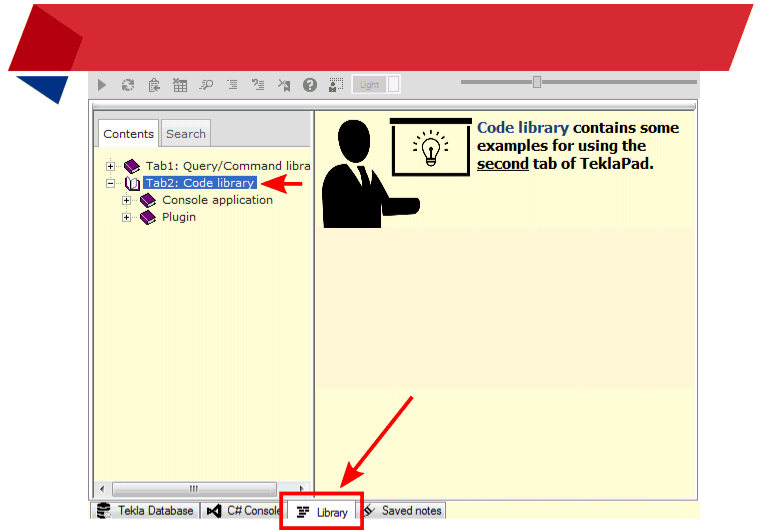 Light
Contents Search
Tab1: Query/Command libra
Tab2: Code library
Console application
Plugin
Code library contains some
examples for using the
second tab of TeklaPad.
Tekla Database C# Console Library Saved notes